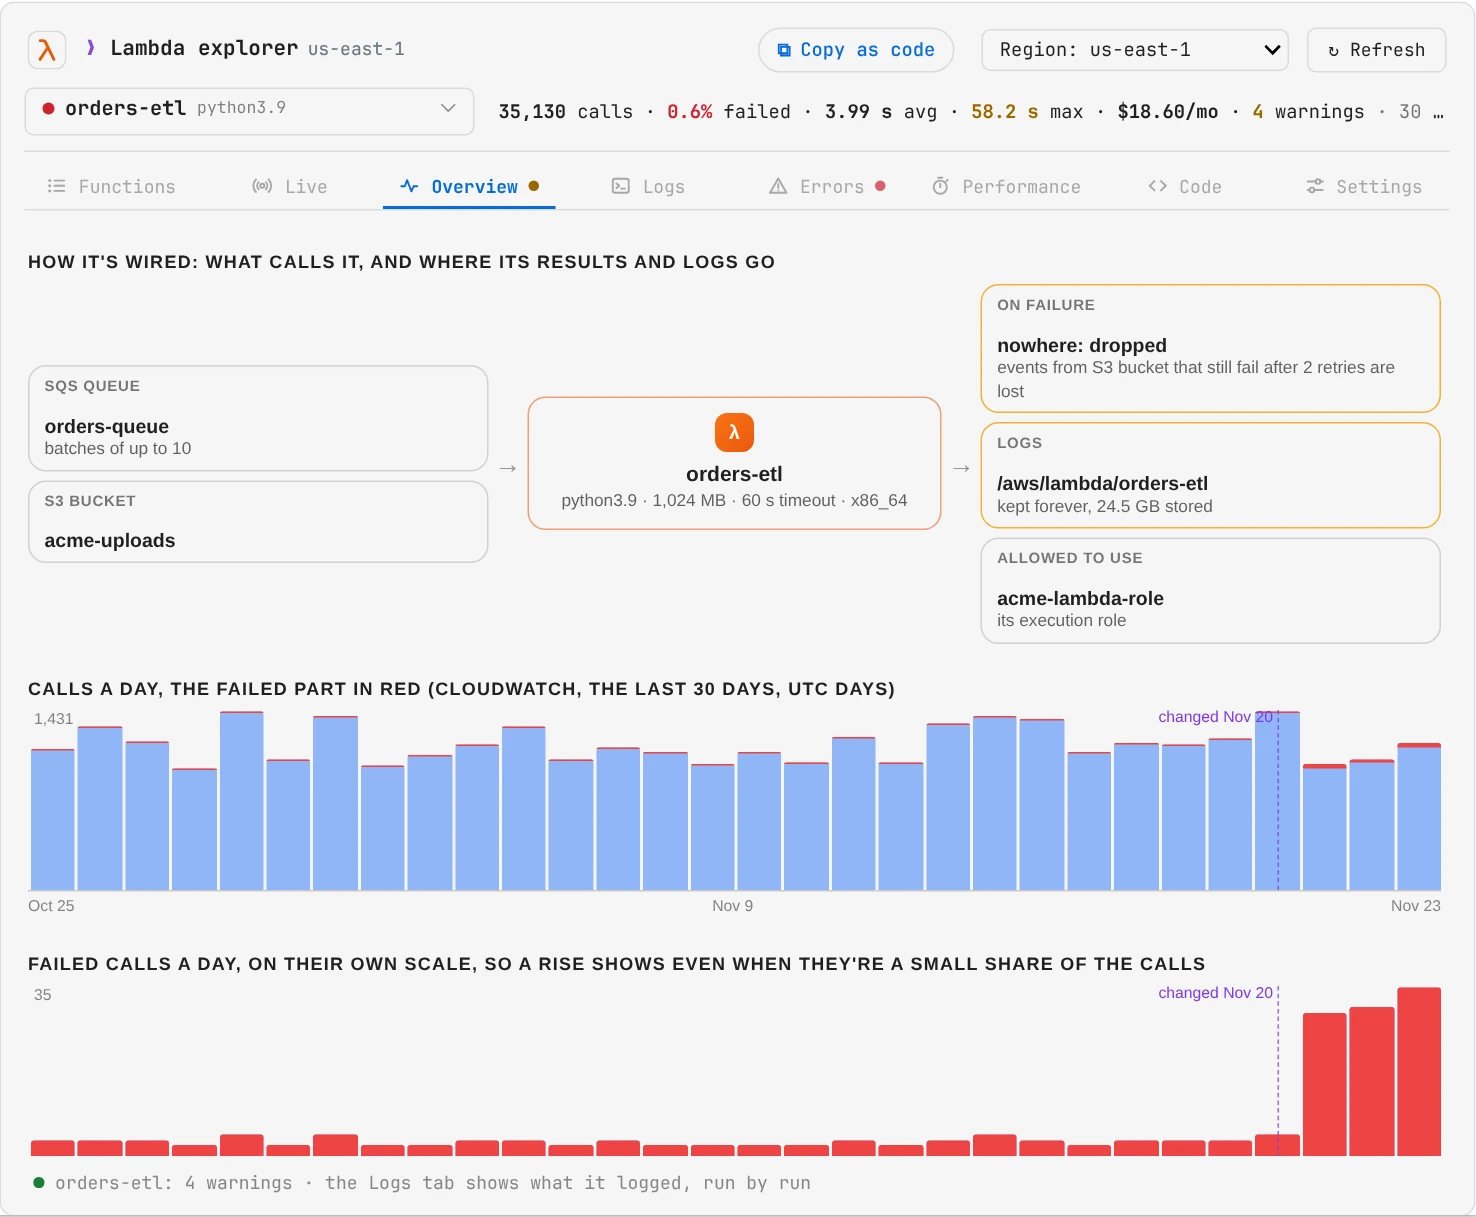 λ ❫ Lambda explorer us-east-1
⧉ Copy as code
Region: us-east-1
↻ Refresh
orders-etl python3.9
35,130 calls · 0.6% failed · 3.99 s avg · 58.2 s max · $18.60/mo · 4 warnings · 30 …
Functions
Live
Overview
Logs
Errors
Performance
Code
Settings
HOW IT'S WIRED: WHAT CALLS IT, AND WHERE ITS RESULTS AND LOGS GO
SQS QUEUE
orders-queue
batches of up to 10
S3 BUCKET
acme-uploads
→
λ
orders-etl
python3.9 · 1,024 MB · 60 s timeout · x86_64
→
ON FAILURE
nowhere: dropped
events from S3 bucket that still fail after 2 retries are
lost
LOGS
/aws/lambda/orders-etl
kept forever, 24.5 GB stored
ALLOWED TO USE
acme-lambda-role
its execution role
CALLS A DAY, THE FAILED PART IN RED (CLOUDWATCH, THE LAST 30 DAYS, UTC DAYS)
1,431
changed Nov 20
Oct 25
Nov 9
Nov 23
FAILED CALLS A DAY, ON THEIR OWN SCALE, SO A RISE SHOWS EVEN WHEN THEY'RE A SMALL SHARE OF THE CALLS
35
changed Nov 20
orders-etl: 4 warnings · the Logs tab shows what it logged, run by run